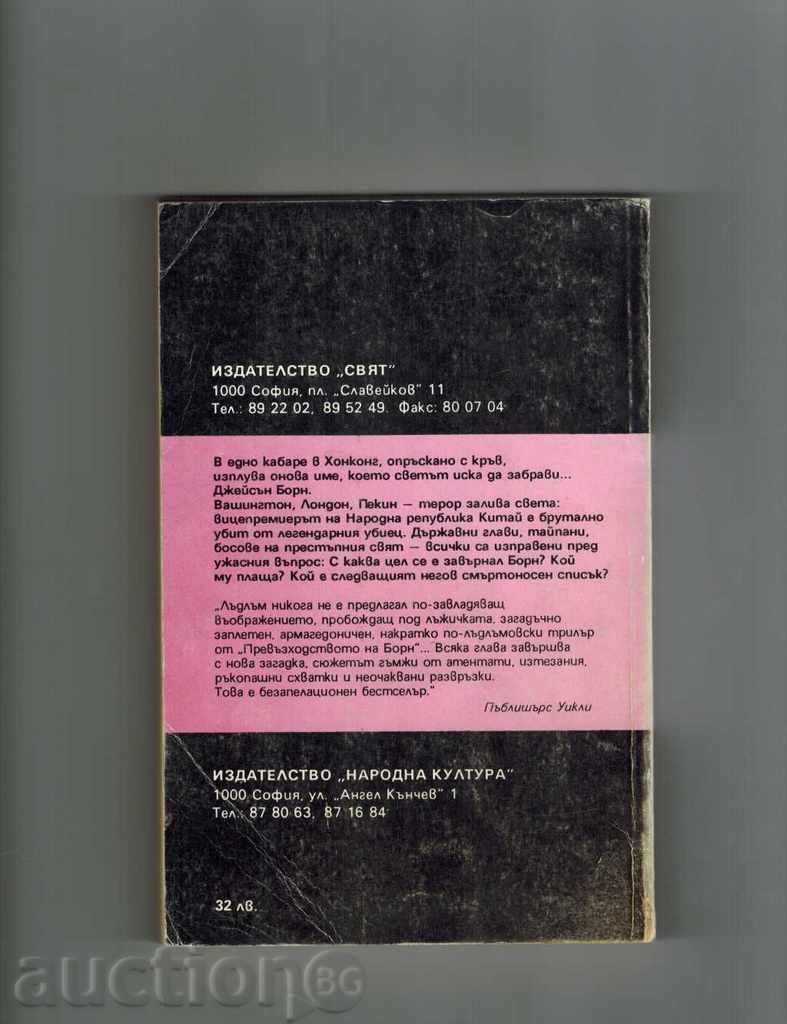 ИЗДАТЕЛСТВО „СВЯТ"
1000 София, пл. „Славейков" 11
Тел.: 89 22 02, 89 52 49. Факс: 80 07 04
В едно кабаре в Хонконг, опръскано с кръв,
изплува онова име, което светът иска да забрави...
Джейсън Борн.
Вашингтон, Лондон, Пекин — терор залива света:
вицепремиерът на Народна република Китай е брутално
убит от легендарния убиец. Държавни глави, тайпани,
босове на престъпния свят — всички са изправени пред
ужасния въпрос: С каква цел се е завърнал Борн? Кой
му плаща? Кой е следващият негов смъртоносен списък?
„Лъдлъм никога не е предлагал по-завладяващ
въображението, пробождащ под лъжичката, загадъчно
заплетен, армагедоничен, накратко по-лъдлъмовски трилър
от „Превъзходството на Борн"... Всяка глава завършва
с нова загадка, сюжетът гъмжи от атентати, изтезания,
ръкопашни схватки и неочаквани развръзки.
Това е безапелационен бестселър."
Пъблишърс Уикли
ИЗДАТЕЛСТВО „НАРОДНА КУЛТУРА"
1000 София, ул. „Ангел Кънчев" 1
Тел.: 87 80 63, 87 16 84
32 лв.
auctionBG